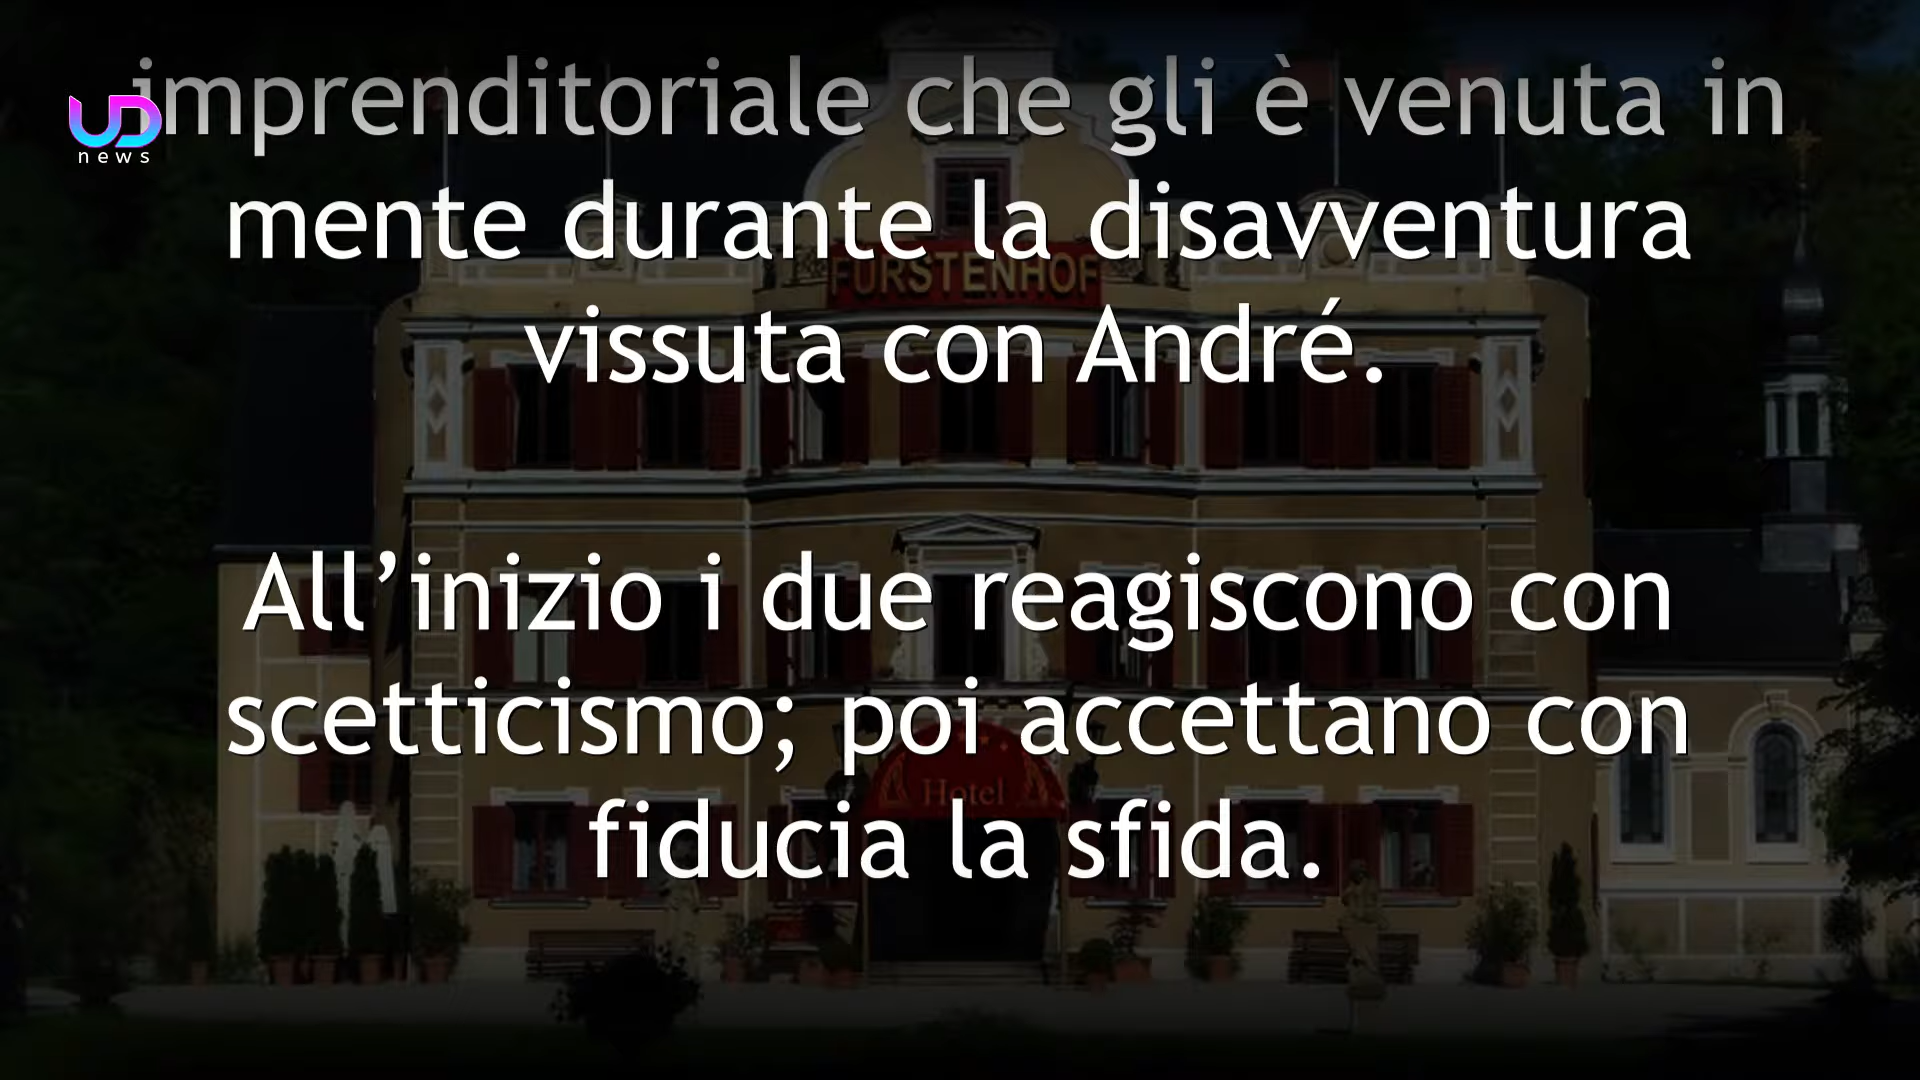 imprenditoriale che gli è venuta in
UD
news
mente durante la disavventura
FÜRSTENHOF
vissuta con André.
All’inizio i due reagiscono con
scetticismo; poi accettano con
Hotel
fiducia la sfida.